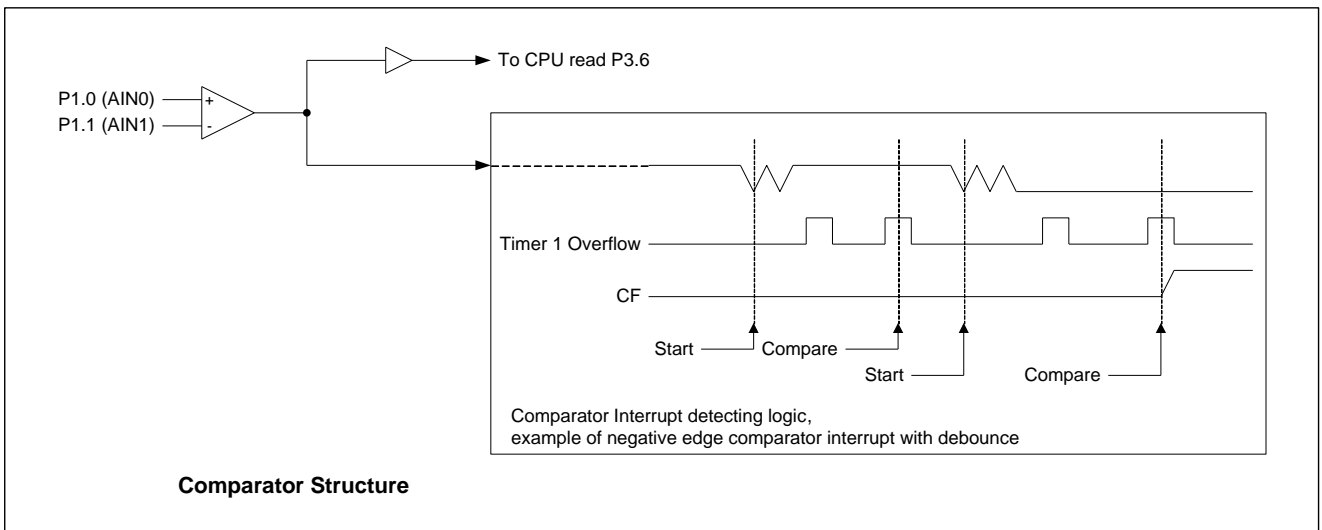 To CPU read P3.6
P1.0 (AIN0)
+
P1.1 (AIN1)
-
Timer 1 Overflow
CF
Start
Compare
Start
Compare
Comparator Interrupt detecting logic,
example of negative edge comparator interrupt with debounce
Comparator Structure